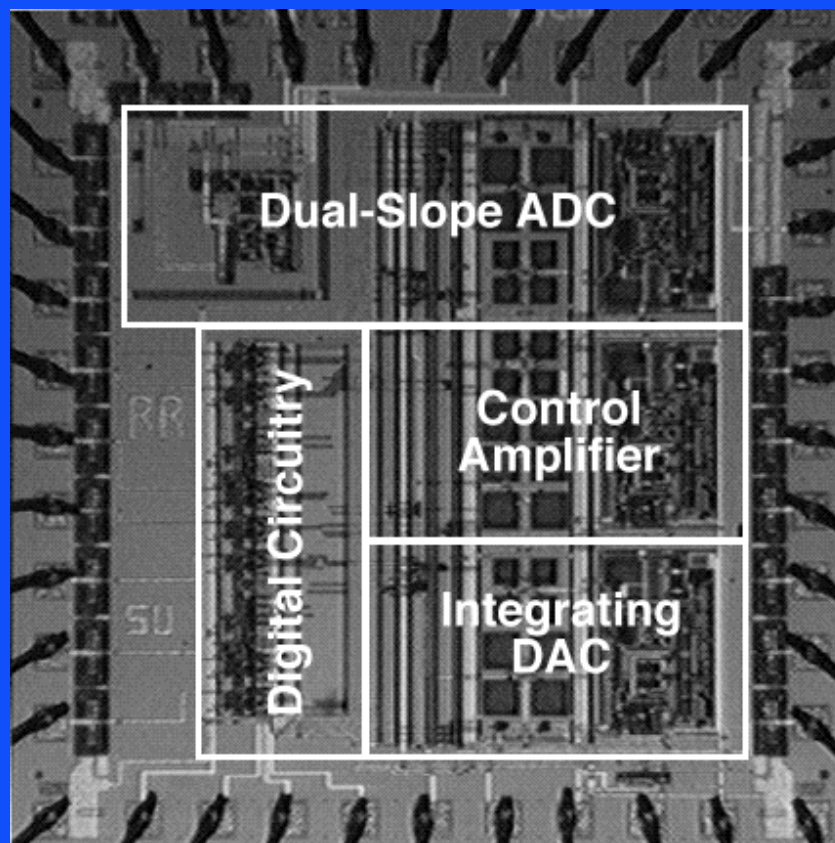 Dual-Slope ADC
Control
Amplifier
Digital Circuitry
RR
Integrating
DAC
SU